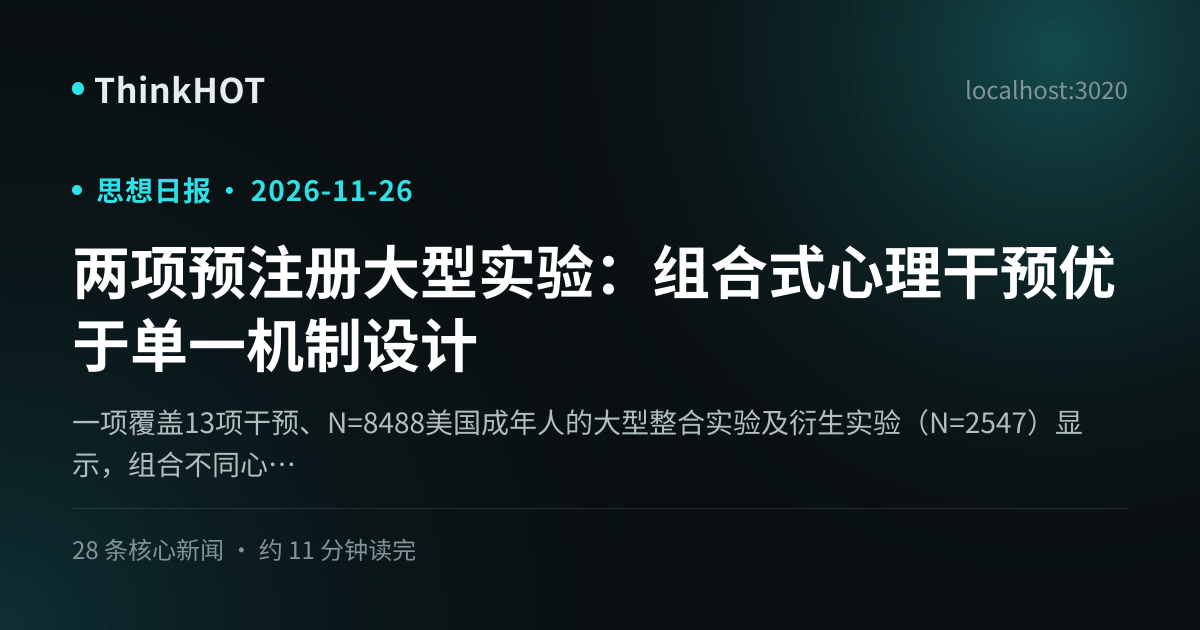 ThinkHOT
localhost:3020
思想日报 · 2026-11-26
两项预注册大型实验：组合式心理干预优
于单一机制设计
一项覆盖13项干预、N=8488美国成年人的大型整合实验及衍生实验（N=2547）显
示，组合不同心…
28 条核心新闻 · 约 11 分钟读完